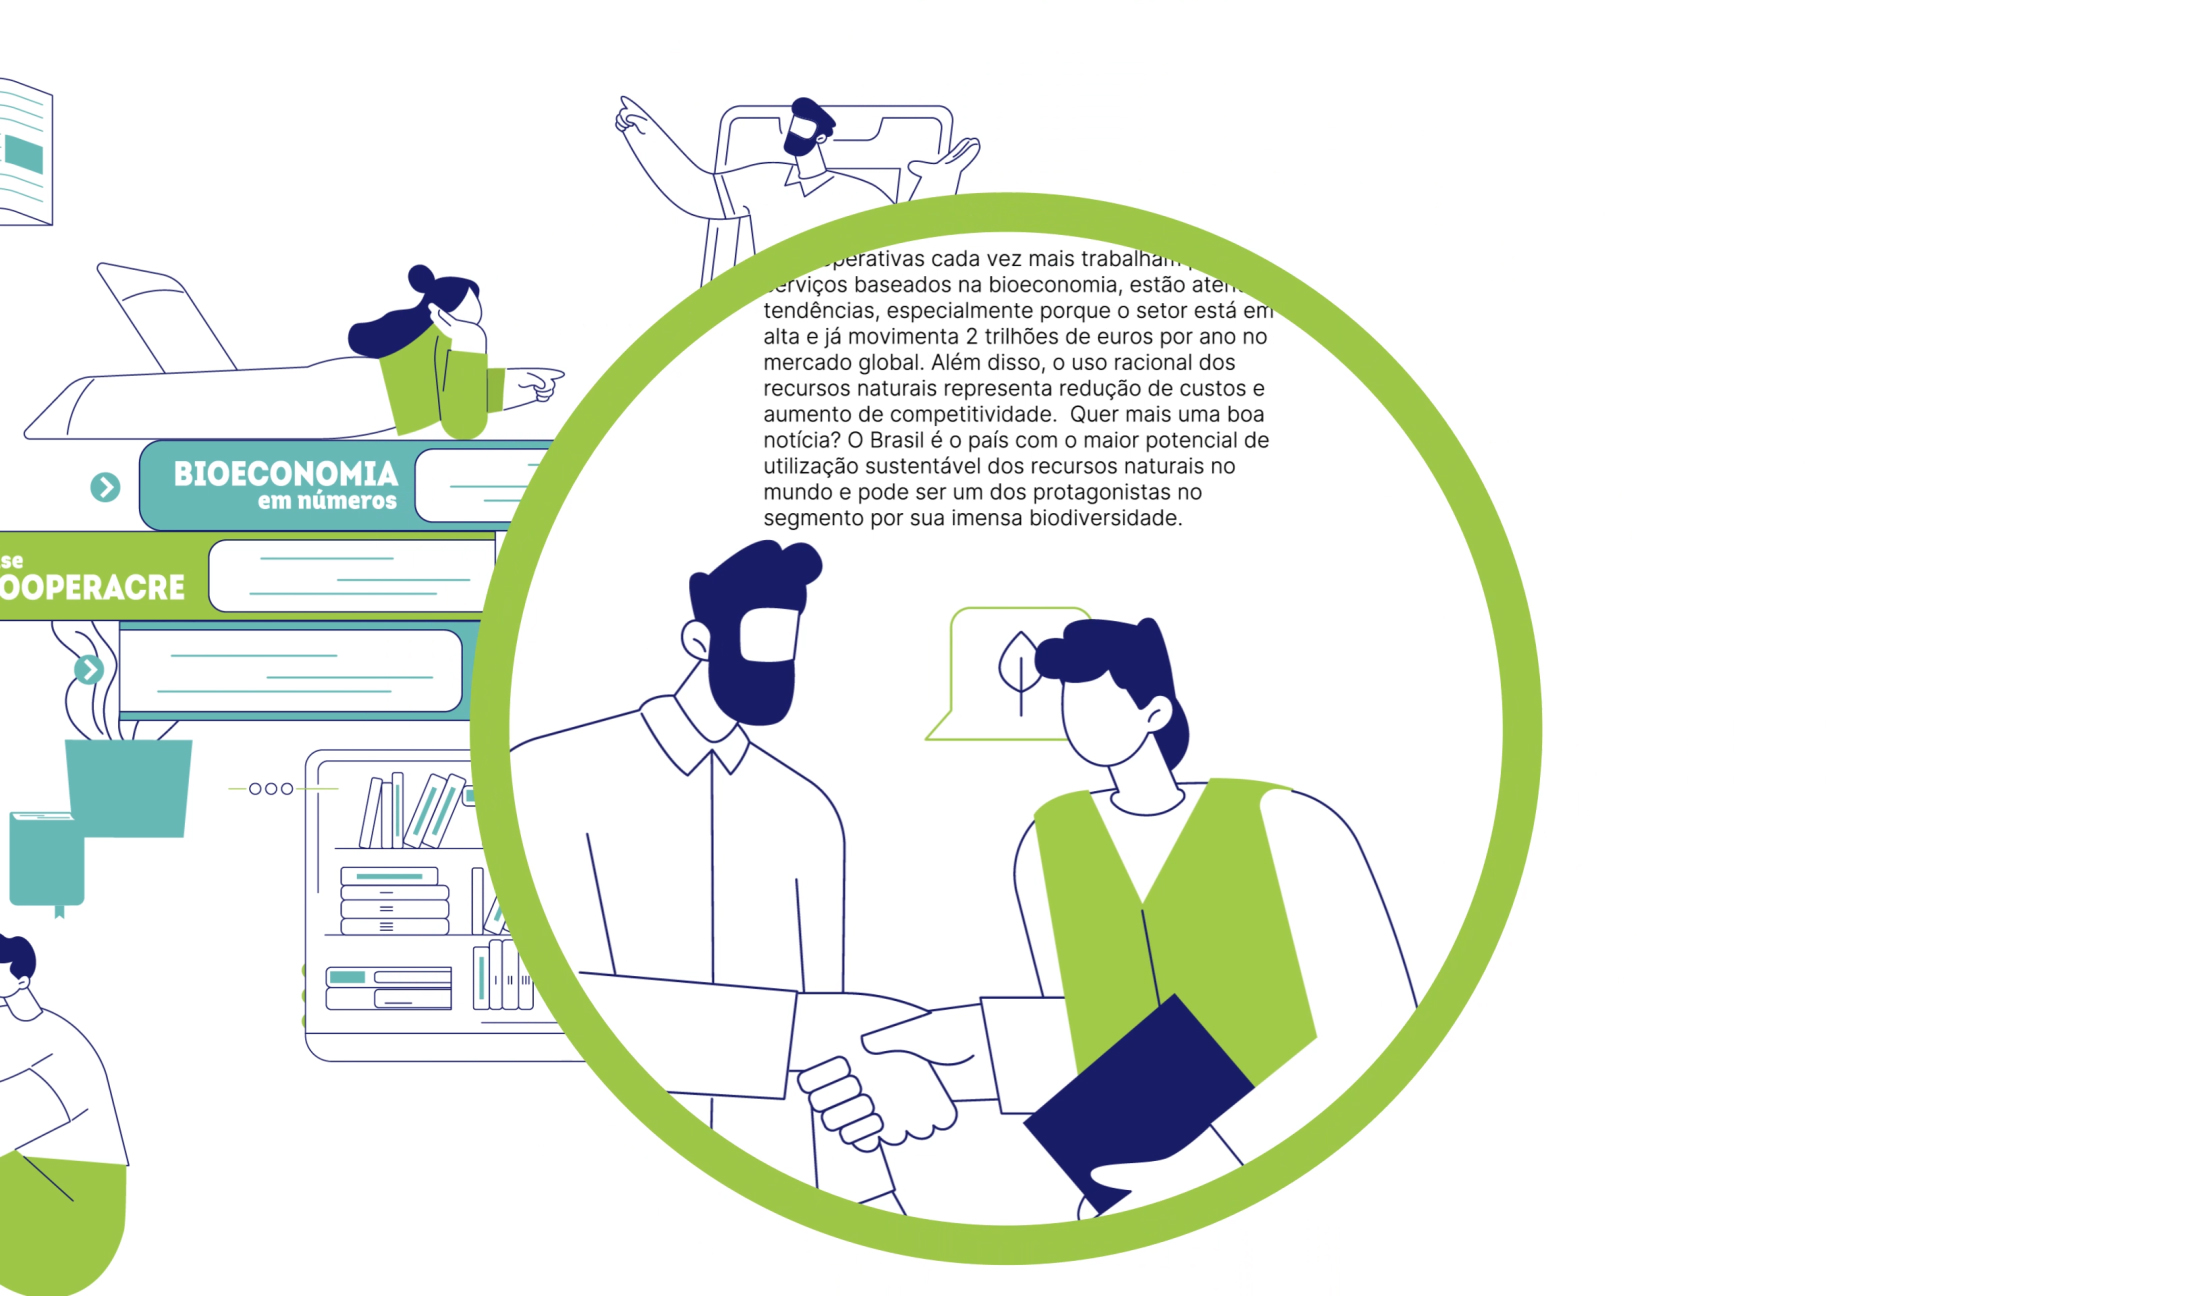 cada vez mais trabalham
serviços baseados na bioeconomia, estão
tendências, especialmente porque o setor está em
alta e já movimenta 2 trilhões de euros por ano no
mercado global. Além disso, o uso racional dos
recursos naturais representa redução de custos e
aumento de competitividade. Quer mais uma boa
notícia? O Brasil é o país com o maior potencial de
utilização sustentável dos recursos naturais no
mundo e pode ser um dos protagonistas no
segmento por sua imensa biodiversidade.
BIOECONOMIA
em números
se
OOPERACRE